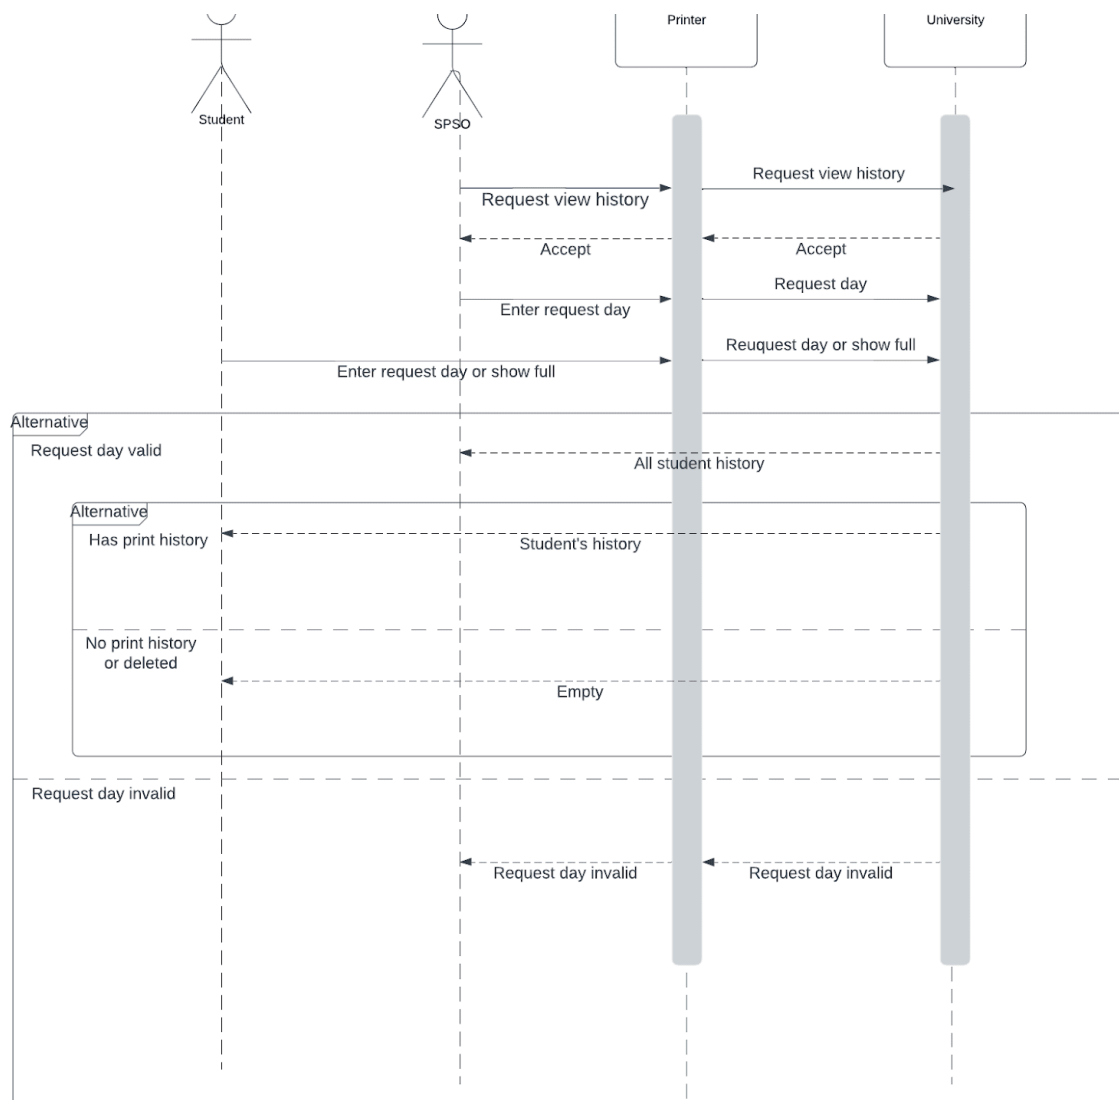 Printer
University
Student
SPSO
Request view history
Request view history
Accept
Accept
Request day
Enter request day
Reuquest day or show full
Enter request day or show full
Alternative
Request day valid
All student history
Alternative
Has print history
Student's history
No print history
or deleted
Empty
Request day invalid
Request day invalid
Request day invalid